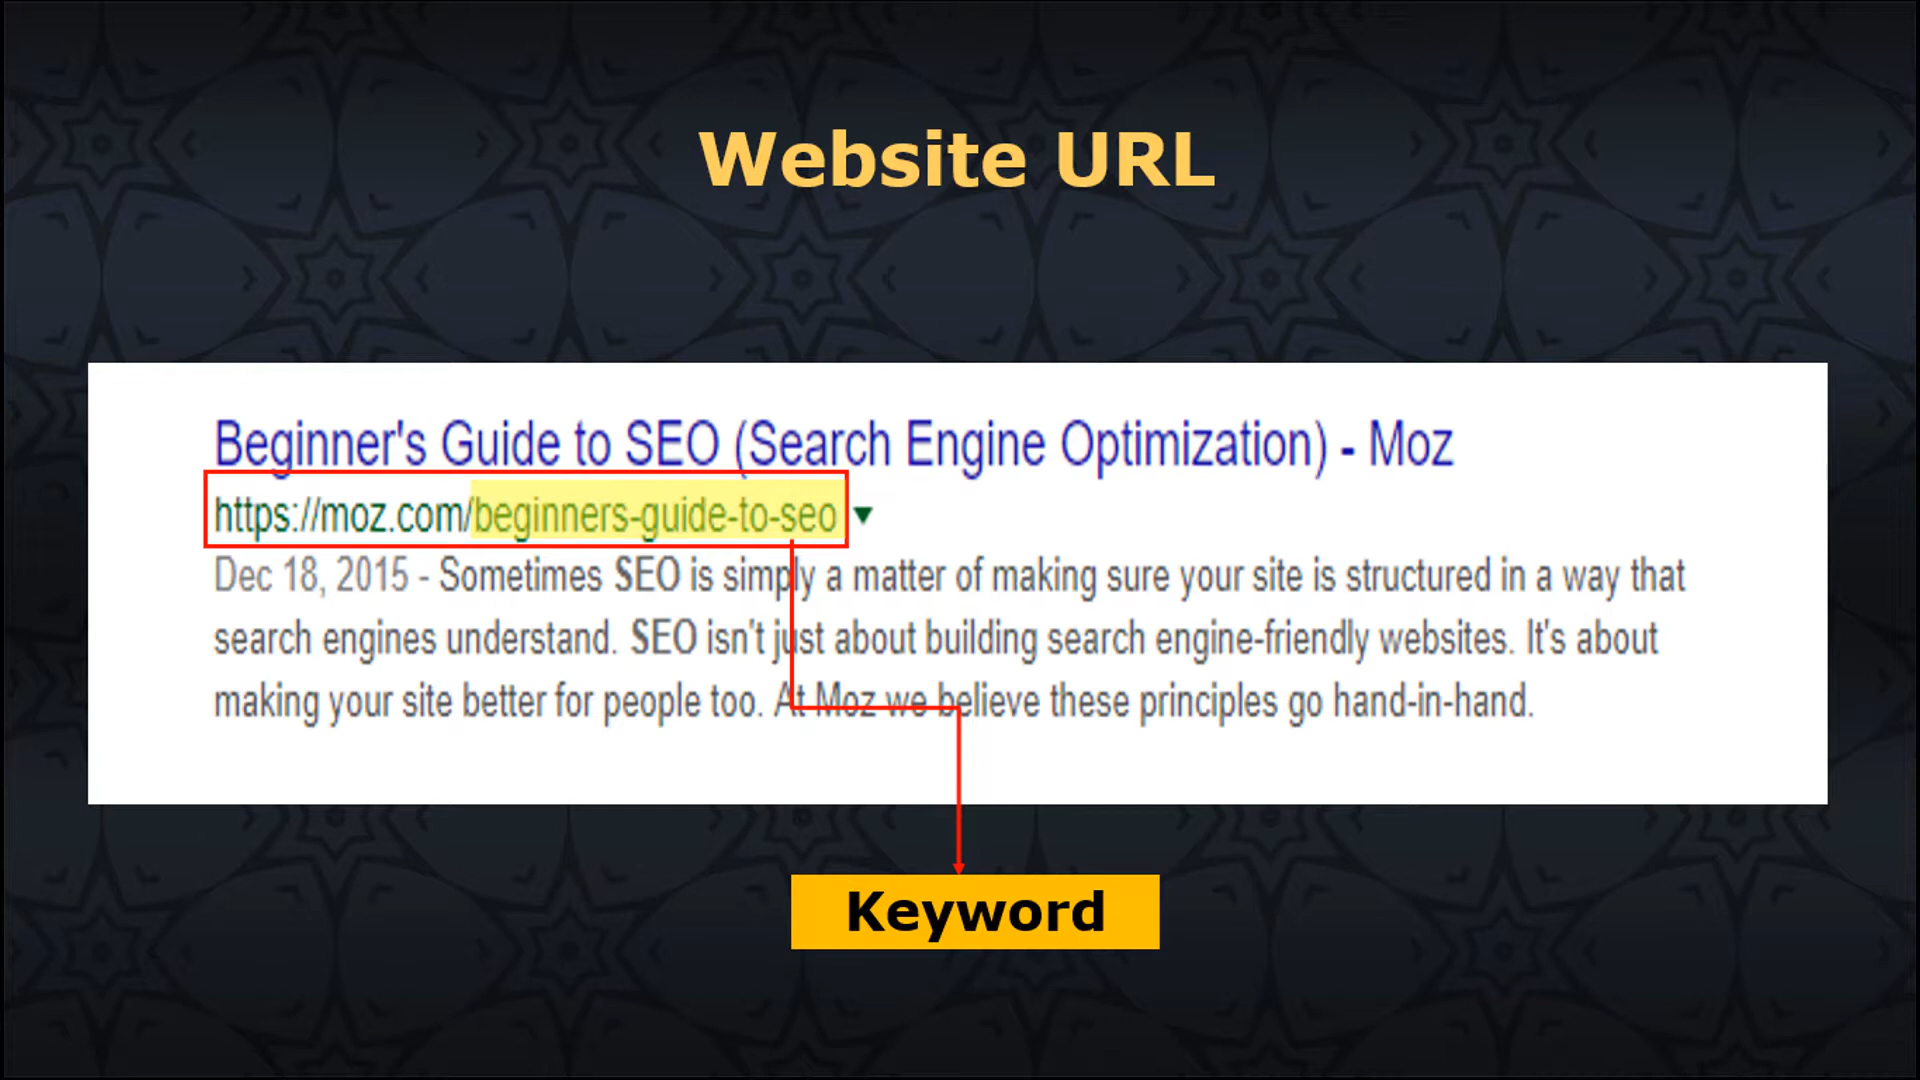 Website URL
Beginner's Guide to SEO (Search Engine Optimization) - Moz
https://moz.com/beginners-guide-to-seo
Dec 18, 2015 - Sometimes SEO is simply a matter of making sure your site is structured in a way that
search engines understand. SEO isn't just about building search engine-friendly websites. It's about
making your site better for people too. At Moz we believe these principles go hand-in-hand.
Keyword